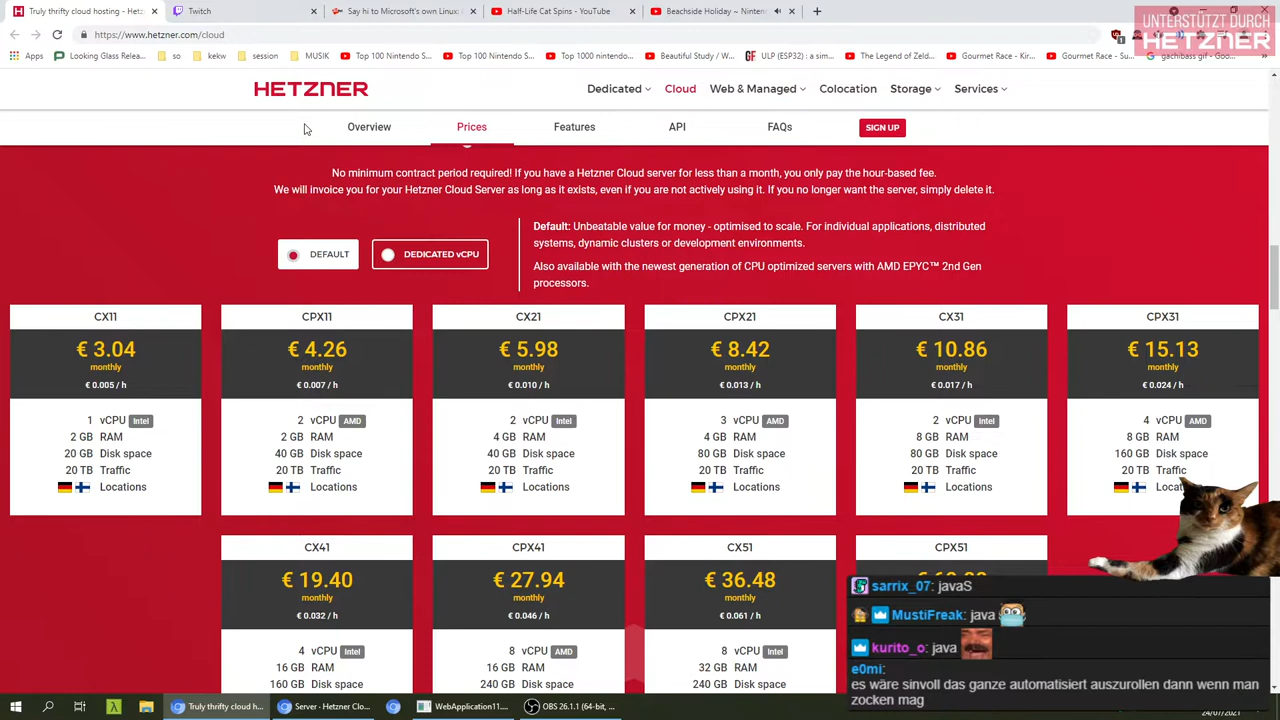 Truly thrifty cloud hosting - Hetz
Twitch
Say hi to Microsoft's own Linux:
Half-Life Cat Spins - YouTube
Beachside Holiday ~ Ninten
https://www.hetzner.com/cloud
UNTERSTÜTZT DURCH
HETZNER
Apps
Looking Glass Relea...
so
kekw
session
MUSIK
Top 100 Nintendo S...
Top 100 Nintendo S...
Top 1000 nintendo...
Beautiful Study / W...
ULP (ESP32) : a sim...
The Legend of Zeld...
Gourmet Race - Kir...
Gourmet Race - Su...
gachibass gif - Goo...
HETZNER
Dedicated
Cloud
Web & Managed
Colocation
Storage
Services
Overview
Prices
Features
API
FAQs
SIGN UP
No minimum contract period required! If you have a Hetzner Cloud server for less than a month, you only pay the hour-based fee.
We will invoice you for your Hetzner Cloud Server as long as it exists, even if you are not actively using it. If you no longer want the server, simply delete it.
DEFAULT
DEDICATED vCPU
Default: Unbeatable value for money - optimised to scale. For individual applications, distributed
systems, dynamic clusters or development environments.
Also available with the newest generation of CPU optimized servers with AMD EPYC™ 2nd Gen
processors.
CX11
€ 3.04
monthly
€ 0.005 / h
1 vCPU Intel
2 GB RAM
20 GB Disk space
20 TB Traffic
Locations
CPX11
€ 4.26
monthly
€ 0.007 / h
2 vCPU AMD
2 GB RAM
40 GB Disk space
20 TB Traffic
Locations
CX21
€ 5.98
monthly
€ 0.010 / h
2 vCPU Intel
4 GB RAM
40 GB Disk space
20 TB Traffic
Locations
CPX21
€ 8.42
monthly
€ 0.013 / h
3 vCPU AMD
4 GB RAM
80 GB Disk space
20 TB Traffic
Locations
CX31
€ 10.86
monthly
€ 0.017 / h
2 vCPU Intel
8 GB RAM
80 GB Disk space
20 TB Traffic
Locations
CPX31
€ 15.13
monthly
€ 0.024 / h
4 vCPU AMD
8 GB RAM
160 GB Disk space
20 TB Traffic
CX41
€ 19.40
monthly
€ 0.032 / h
4 vCPU Intel
16 GB RAM
160 GB Disk space
CPX41
€ 27.94
monthly
€ 0.046 / h
8 vCPU AMD
16 GB RAM
240 GB Disk space
CX51
€ 36.48
monthly
€ 0.061 / h
8 vCPU Intel
32 GB RAM
240 GB Disk space
CPX51
sarrix_07: javaS
MustiFreak: java
kurito_o: java
e0mi:
es wäre sinvoll das ganze automatisiert auszurollen dann wenn man
zocken mag
Truly thrifty cloud h...
Server · Hetzner Clo...
WebApplication11...
OBS 26.1.1 (64-bit, ...
24/07/2021